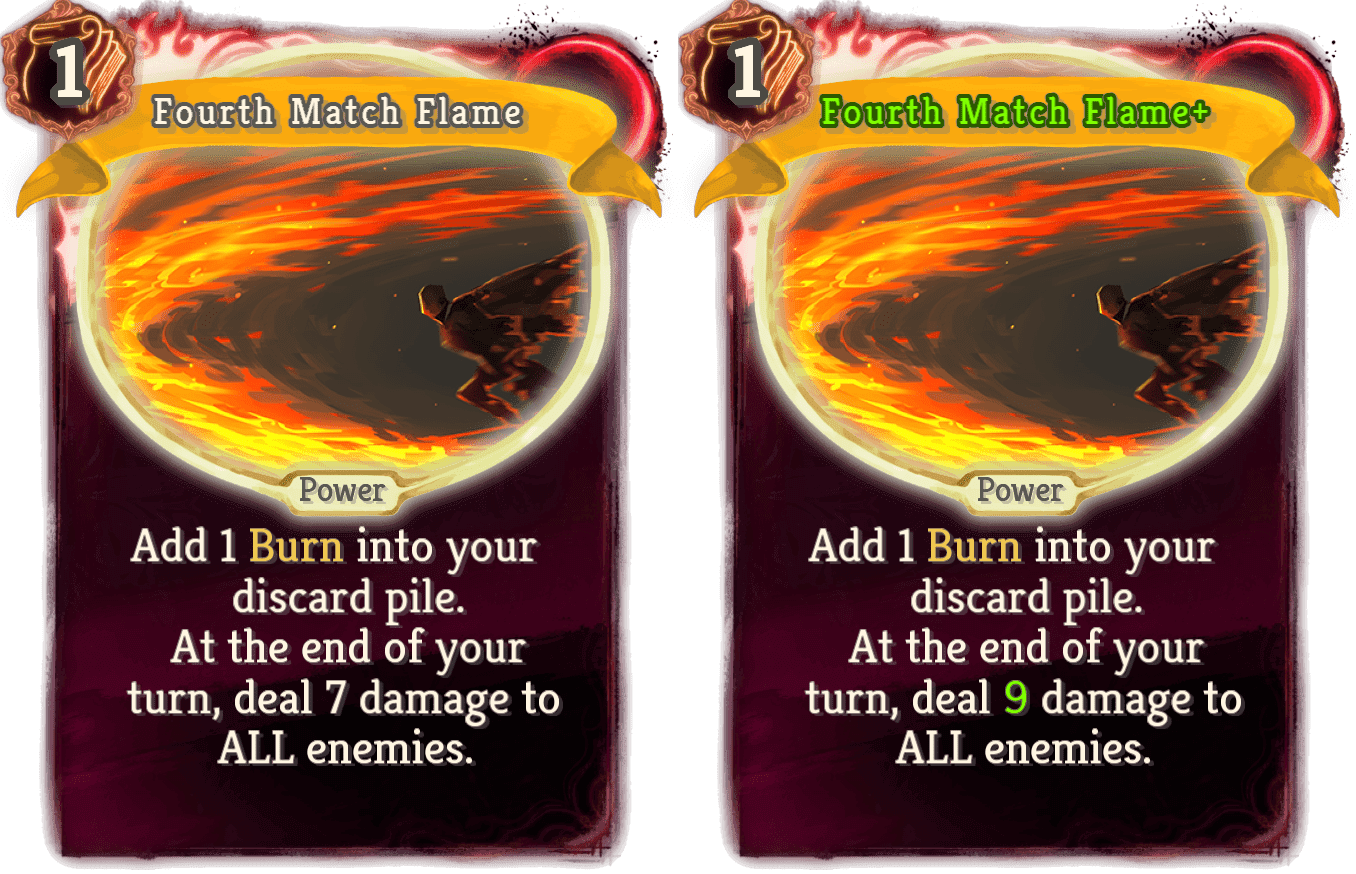 1
Fourth Match Flame
Power
Add 1 Burn into your
discard pile.
At the end of your
turn, deal 7 damage to
ALL enemies.
1
Fourth Match Flame+
Power
Add 1 Burn into your
discard pile.
At the end of your
turn, deal 9 damage to
ALL enemies.